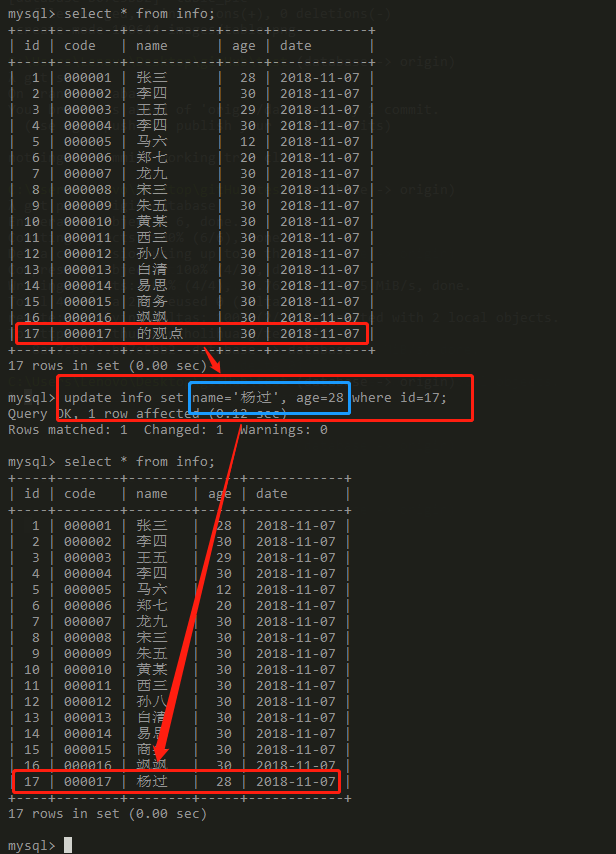 mysql> select * from info;
+----+--------+-----------+-----+------------+
| id | code | name | age | date |
+----+--------+-----------+-----+------------+
| 1 | 000001 | 张三 | 28 | 2018-11-07 |
| 2 | 000002 | 李四 | 30 | 2018-11-07 |
| 3 | 000003 | 王五 | 29 | 2018-11-07 |
| 4 | 000004 | 李四 | 30 | 2018-11-07 |
| 5 | 000005 | 马六 | 12 | 2018-11-07 |
| 6 | 000006 | 郑七 | 20 | 2018-11-07 |
| 7 | 000007 | 龙九 | 30 | 2018-11-07 |
| 8 | 000008 | 宋三 | 30 | 2018-11-07 |
| 9 | 000009 | 朱五 | 30 | 2018-11-07 |
| 10 | 000010 | 黄某 | 30 | 2018-11-07 |
| 11 | 000011 | 西三 | 30 | 2018-11-07 |
| 12 | 000012 | 孙八 | 30 | 2018-11-07 |
| 13 | 000013 | 白清 | 30 | 2018-11-07 |
| 14 | 000014 | 易思 | 30 | 2018-11-07 |
| 15 | 000015 | 商务 | 30 | 2018-11-07 |
| 16 | 000016 | 飒飒 | 30 | 2018-11-07 |
| 17 | 000017 | 的观点 | 30 | 2018-11-07 |
+----+--------+-----------+-----+------------+
17 rows in set (0.00 sec)
mysql> update info set name='杨过', age=28 where id=17;
Query OK, 1 row affected (0.12 sec)
Rows matched: 1 Changed: 1 Warnings: 0
mysql> select * from info;
+----+--------+--------+-----+------------+
| id | code | name | age | date |
+----+--------+--------+-----+------------+
| 1 | 000001 | 张三 | 28 | 2018-11-07 |
| 2 | 000002 | 李四 | 30 | 2018-11-07 |
| 3 | 000003 | 王五 | 29 | 2018-11-07 |
| 4 | 000004 | 李四 | 30 | 2018-11-07 |
| 5 | 000005 | 马六 | 12 | 2018-11-07 |
| 6 | 000006 | 郑七 | 20 | 2018-11-07 |
| 7 | 000007 | 龙九 | 30 | 2018-11-07 |
| 8 | 000008 | 宋三 | 30 | 2018-11-07 |
| 9 | 000009 | 朱五 | 30 | 2018-11-07 |
| 10 | 000010 | 黄某 | 30 | 2018-11-07 |
| 11 | 000011 | 西三 | 30 | 2018-11-07 |
| 12 | 000012 | 孙八 | 30 | 2018-11-07 |
| 13 | 000013 | 白清 | 30 | 2018-11-07 |
| 14 | 000014 | 易思 | 30 | 2018-11-07 |
| 15 | 000015 | 商务 | 30 | 2018-11-07 |
| 16 | 000016 | 飒飒 | 30 | 2018-11-07 |
| 17 | 000017 | 杨过 | 28 | 2018-11-07 |
+----+--------+--------+-----+------------+
17 rows in set (0.00 sec)
mysql>